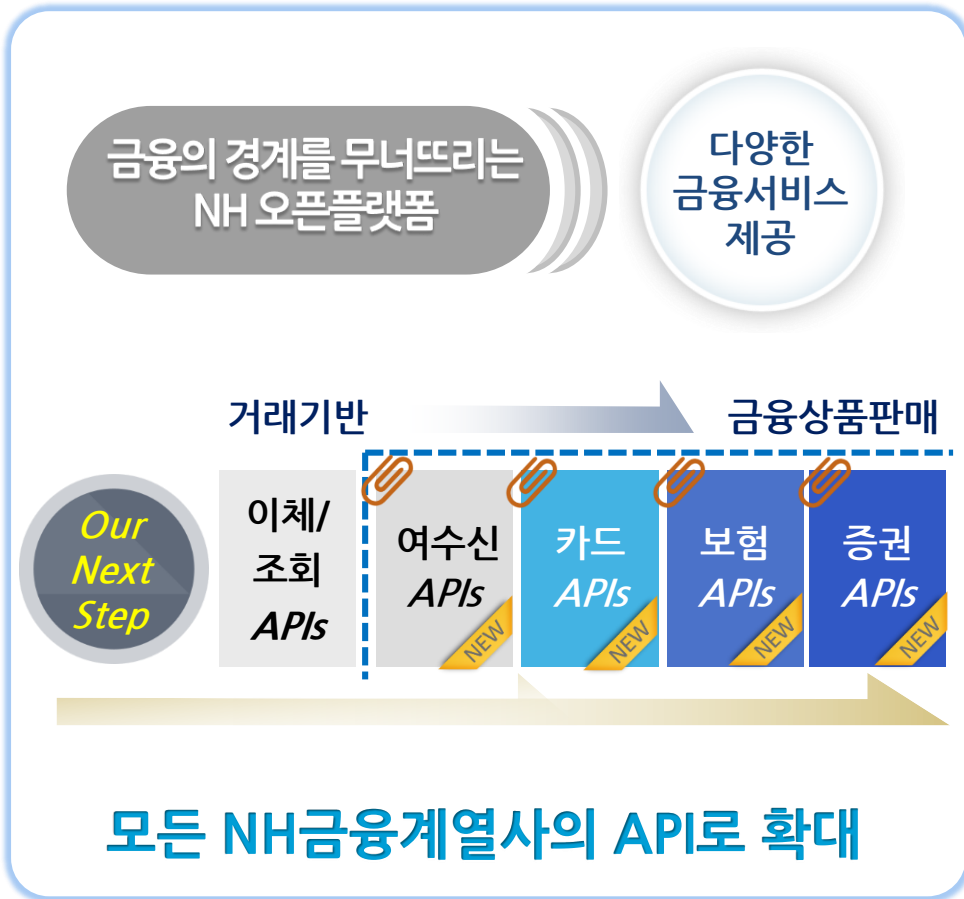 금융의 경계를 무너뜨리는
NH 오픈플랫폼
다양한
금융서비스
제공
거래기반
금융상품판매
Our
Next
Step
이체/
조회
APIs
여수신
APIs
NEW
카드
APIs
NEW
보험
APIs
NEW
증권
APIs
NEW
모든 NH금융계열사의 API로 확대